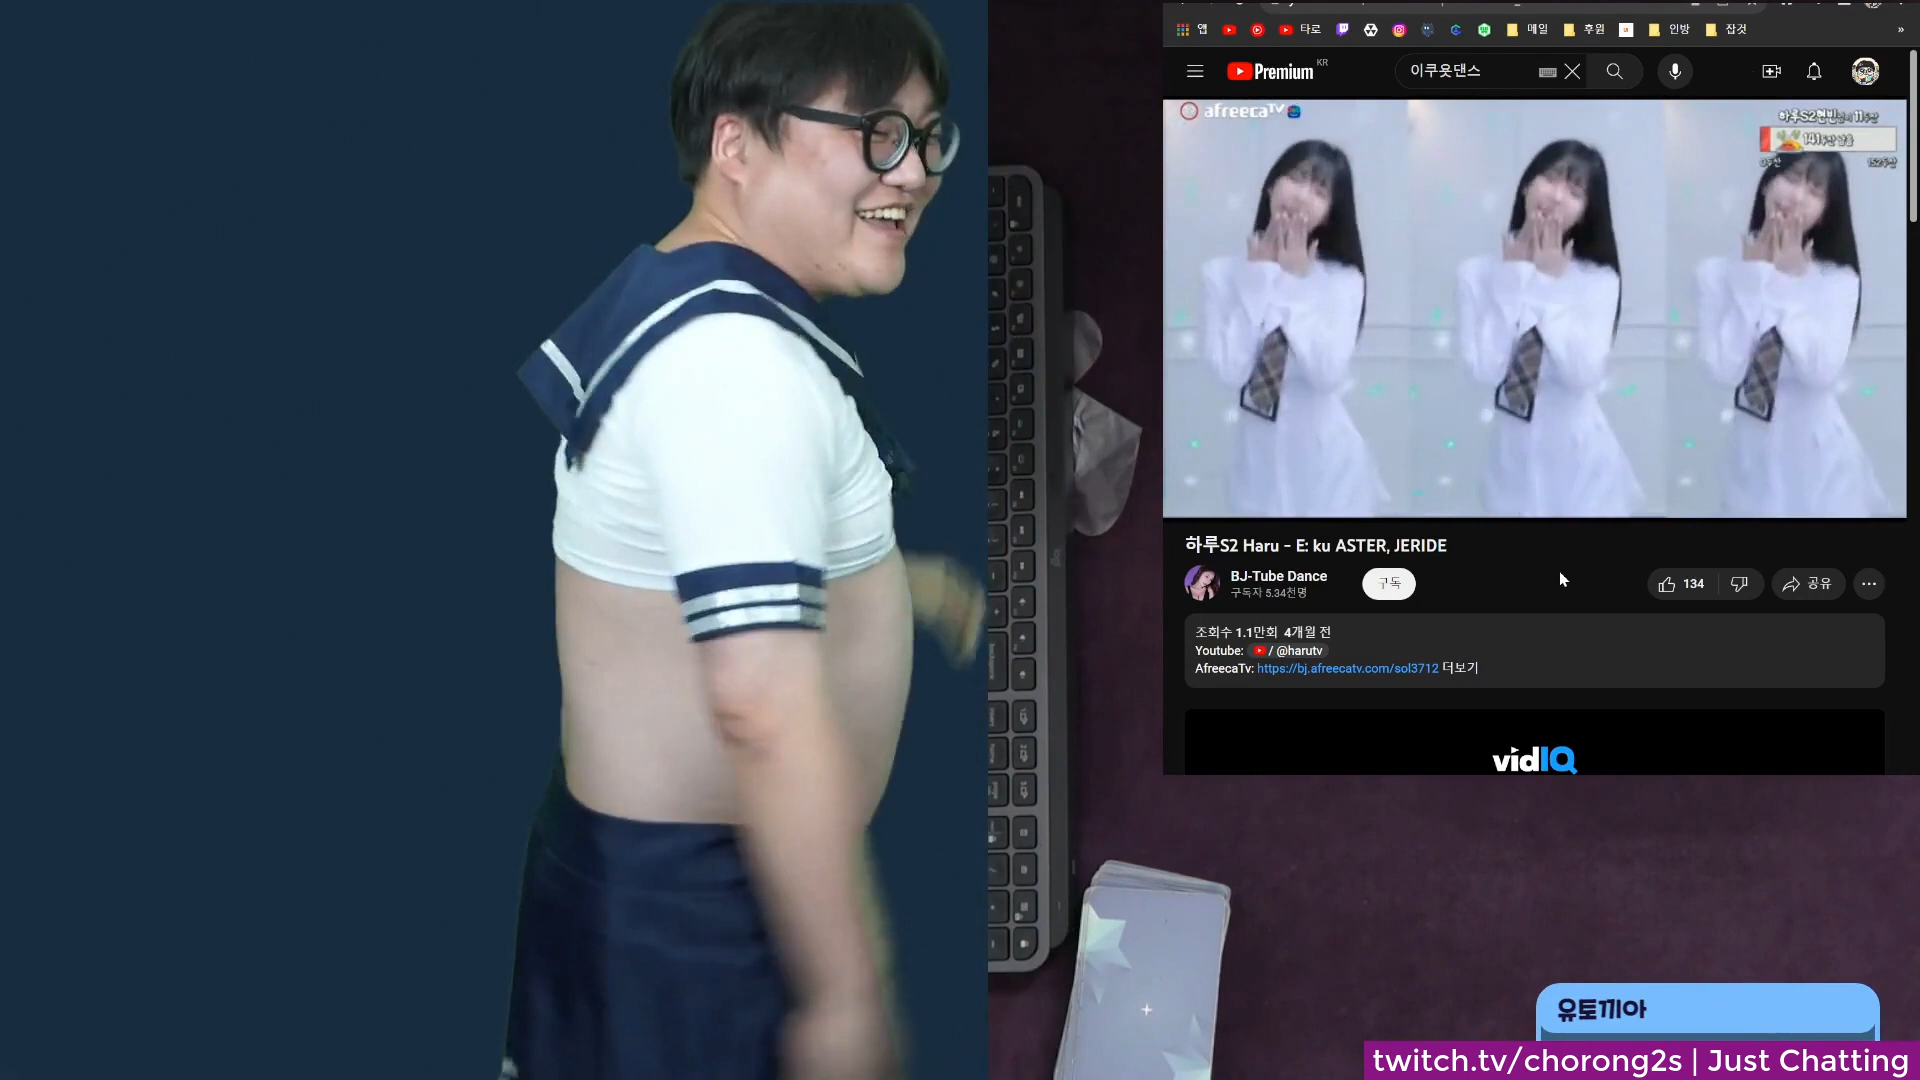 앱
타로
메일
후원
인방
잡것
»
Premium KR
이쿠욧댄스
afreecaTV
하루S2 Haru - E: ku ASTER, JERIDE
BJ-Tube Dance
구독자 5.34천명
구독
134
공유
조회수 1.1만회 4개월 전
Youtube: / @harutv
AfreecaTv: https://bj.afreecatv.com/sol3712 더보기
vidIQ
유토끼아
twitch.tv/chorong2s | Just Chatting